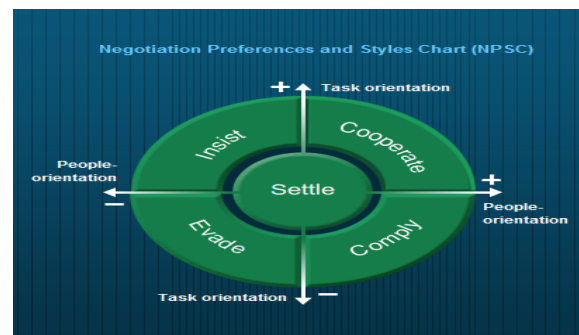 Negotiation Preferences and Styles Chart (NPSC)
+
Task orientation
Insist
Cooperate
People-
orientation
–
Settle
+
People-
orientation
Evade
Comply
Task orientation
–